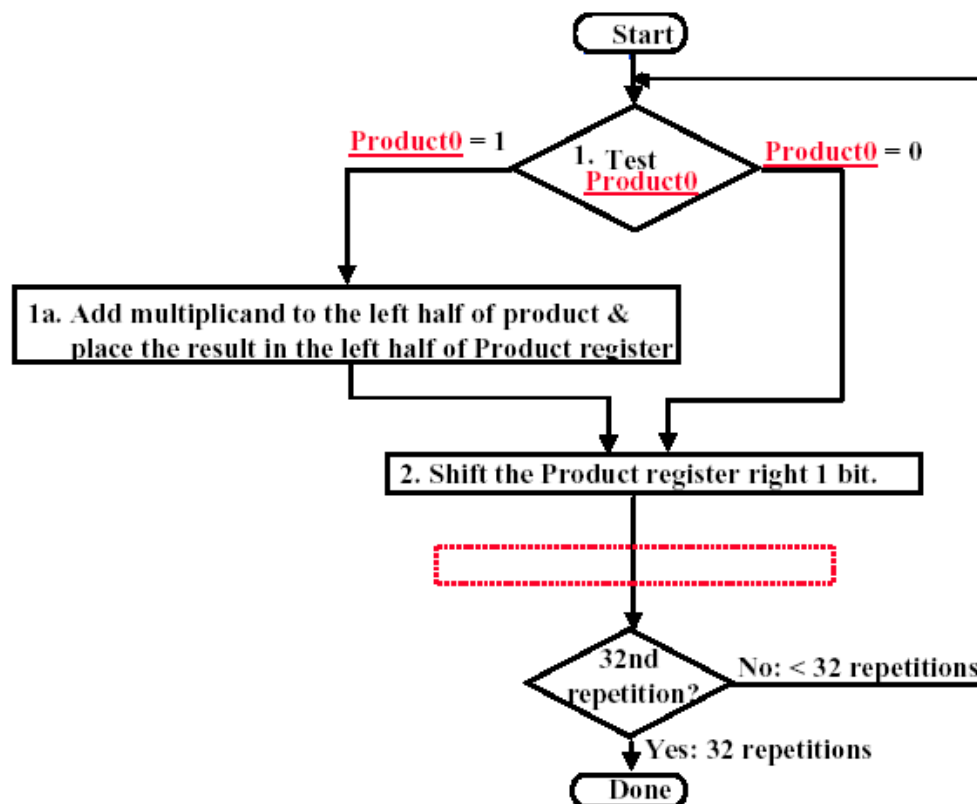 Start
Product0 = 1
1. Test
Product0
Product0 = 0
1a. Add multiplicand to the left half of product &
place the result in the left half of Product register
2. Shift the Product register right 1 bit.
32nd
repetition?
No: < 32 repetitions
Yes: 32 repetitions
Done